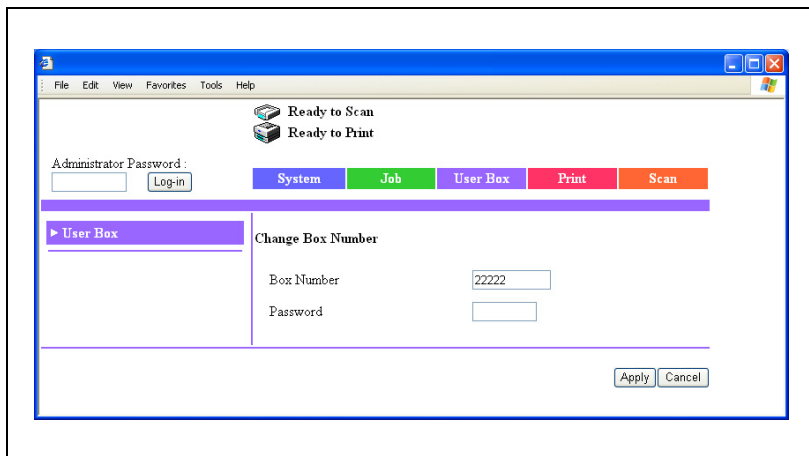 File Edit View Favorites Tools Help
Ready to Scan
Ready to Print
Administrator Password :
Log-in
System Job User Box Print Scan
User Box
Change Box Number
Box Number 22222
Password
Apply Cancel